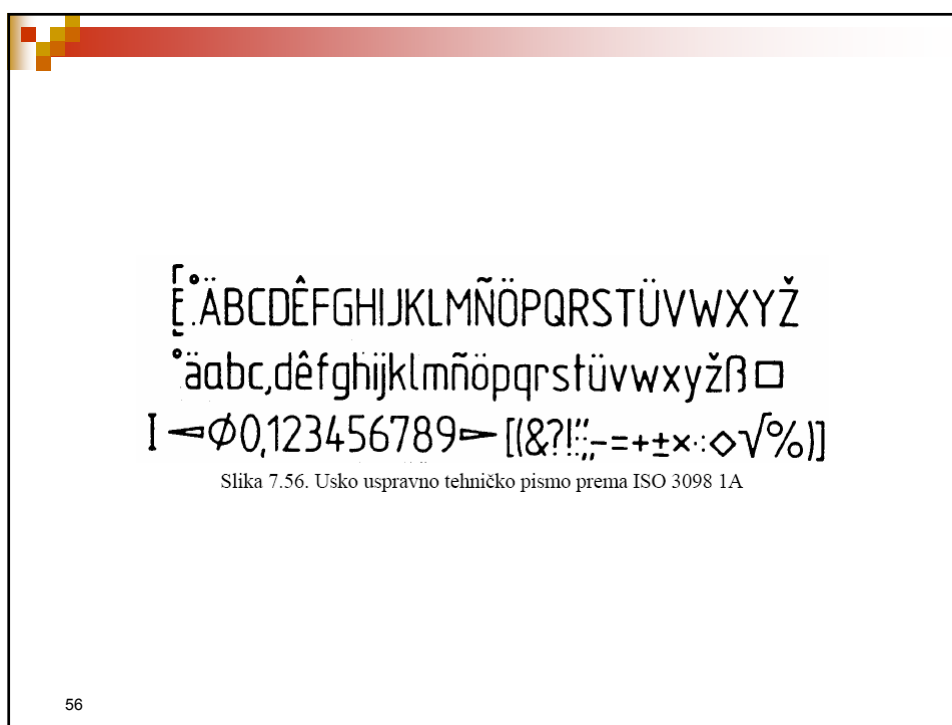 E.ÄBCDÊFGHIJKLMÑÖPQRSTÜVWXYŽ
°äabc,dêfghijklmñöpqrstüvwxyžß□
I ◅Ø0,123456789▻ [(&?!:;"-=+±×·:◇√%)]
Slika 7.56. Usko uspravno tehničko pismo prema ISO 3098 1A
56